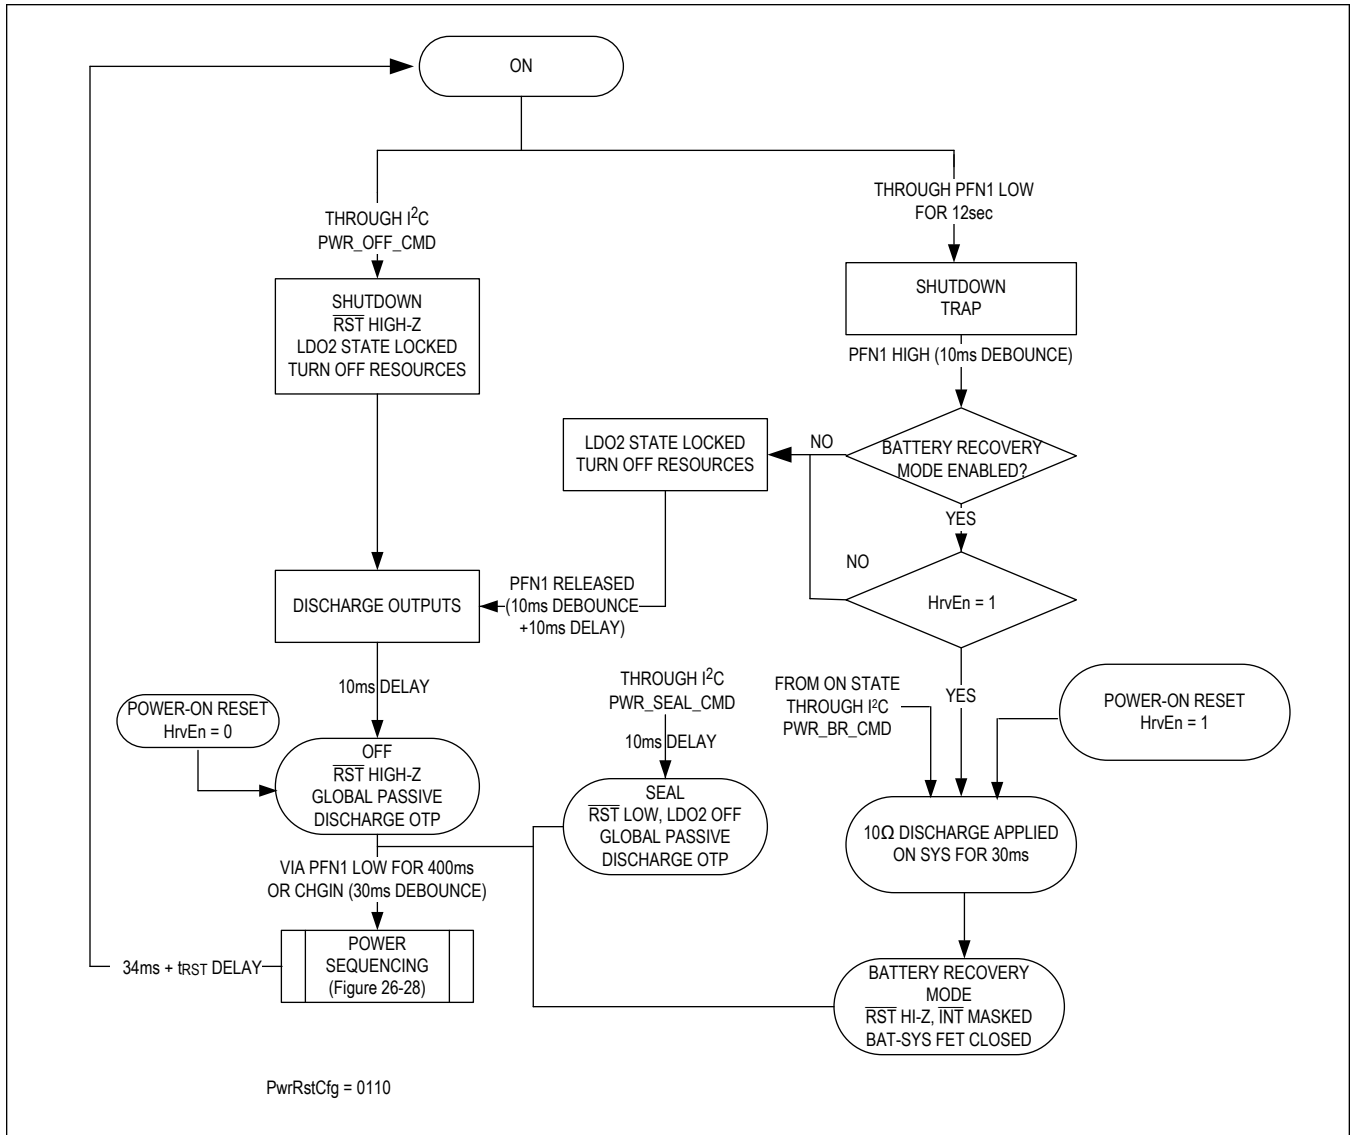 ON
THROUGH I²C
PWR_OFF_CMD
THROUGH PFN1 LOW
FOR 12sec
SHUTDOWN
RST HIGH-Z
LDO2 STATE LOCKED
TURN OFF RESOURCES
SHUTDOWN
TRAP
PFN1 HIGH (10ms DEBOUNCE)
LDO2 STATE LOCKED
TURN OFF RESOURCES
NO
BATTERY RECOVERY
MODE ENABLED?
YES
NO
HrvEn = 1
DISCHARGE OUTPUTS
PFN1 RELEASED
(10ms DEBOUNCE
+10ms DELAY)
10ms DELAY
THROUGH I²C
PWR_SEAL_CMD
10ms DELAY
FROM ON STATE
THROUGH I²C
PWR_BR_CMD
YES
POWER-ON RESET
HrvEn = 1
POWER-ON RESET
HrvEn = 0
OFF
RST HIGH-Z
GLOBAL PASSIVE
DISCHARGE OTP
SEAL
RST LOW, LDO2 OFF
GLOBAL PASSIVE
DISCHARGE OTP
10Ω DISCHARGE APPLIED
ON SYS FOR 30ms
VIA PFN1 LOW FOR 400ms
OR CHGIN (30ms DEBOUNCE)
34ms + tRST DELAY
POWER
SEQUENCING
(Figure 26-28)
BATTERY RECOVERY
MODE
RST HI-Z, INT MASKED
BAT-SYS FET CLOSED
PwrRstCfg = 0110